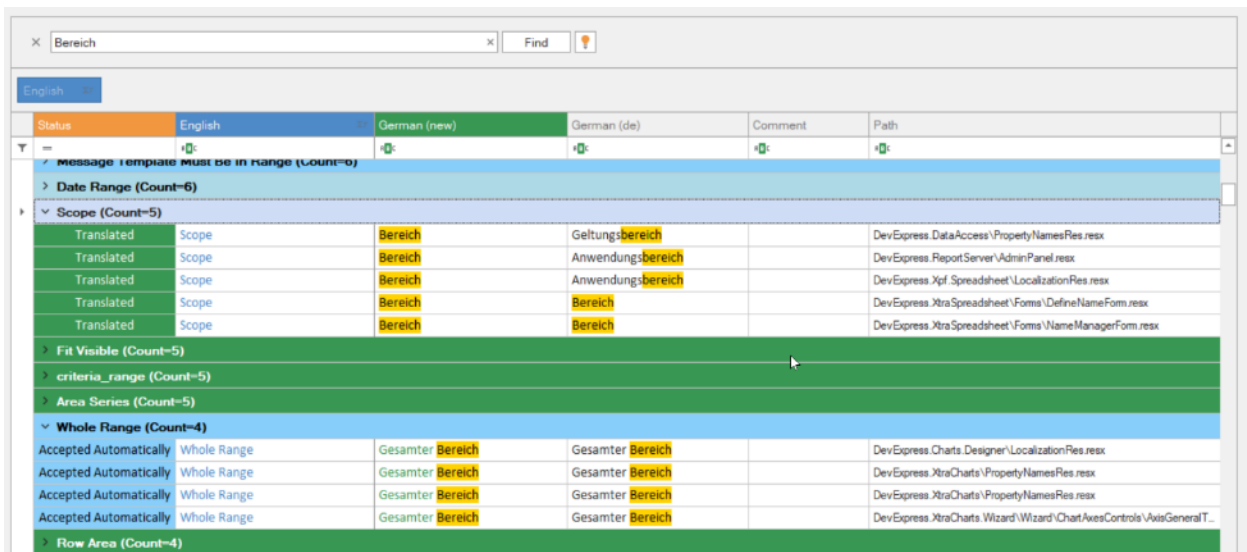 Bereich Find
English
Status English German (new) German (de) Comment Path
Message Template Must Be In Range (Count=6)
Date Range (Count=6)
Scope (Count=5)
Translated Scope Bereich Geltungsbereich DevExpress.DataAccess\PropertyNamesRes.resx
Translated Scope Bereich Anwendungsbereich DevExpress.ReportServer\AdminPanel.resx
Translated Scope Bereich Anwendungsbereich DevExpress.Xpf.Spreadsheet\LocalizationRes.resx
Translated Scope Bereich Bereich DevExpress.XtraSpreadsheet\Forms\DefineNameForm.resx
Translated Scope Bereich Bereich DevExpress.XtraSpreadsheet\Forms\NameManagerForm.resx
Fit Visible (Count=5)
criteria_range (Count=5)
Area Series (Count=5)
Whole Range (Count=4)
Accepted Automatically Whole Range Gesamter Bereich Gesamter Bereich DevExpress.Charts.Designer\LocalizationRes.resx
Accepted Automatically Whole Range Gesamter Bereich Gesamter Bereich DevExpress.XtraCharts\PropertyNamesRes.resx
Accepted Automatically Whole Range Gesamter Bereich Gesamter Bereich DevExpress.XtraCharts\PropertyNamesRes.resx
Accepted Automatically Whole Range Gesamter Bereich Gesamter Bereich DevExpress.XtraCharts.Wizard\Wizard\ChartAxesControls\AxisGeneralT...
Row Area (Count=4)